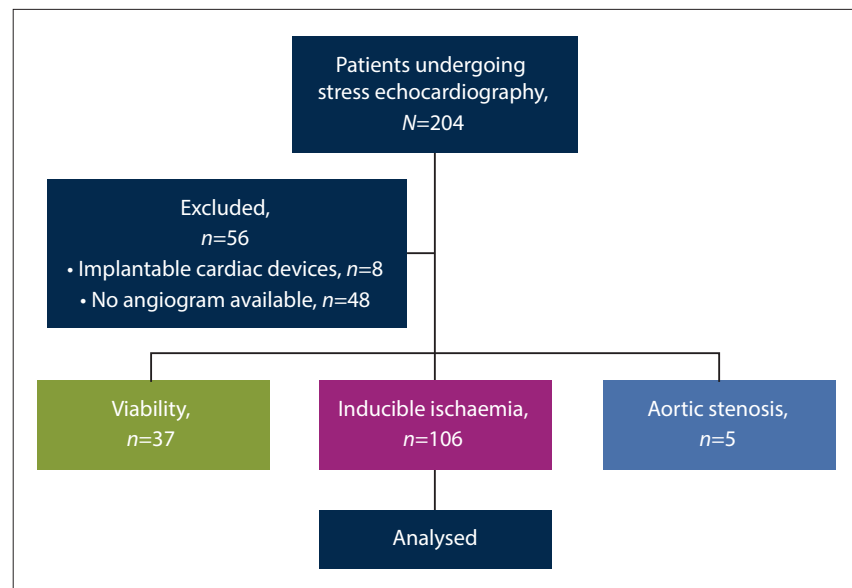 Patients undergoing
stress echocardiography,
N=204
Excluded,
n=56
• Implantable cardiac devices, n=8
• No angiogram available, n=48
Viability,
n=37
Inducible ischaemia,
n=106
Aortic stenosis,
n=5
Analysed